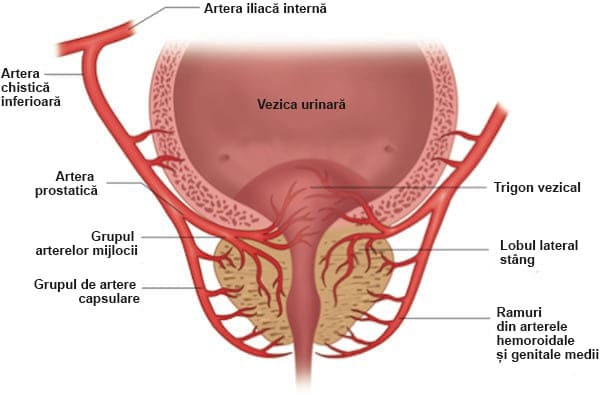 Artera iliacă internă
Artera
chistică
inferioară
Vezica urinară
Artera
prostatică
Trigon vezical
Grupul
arterelor mijlocii
Lobul lateral
stâng
Grupul de artere
capsulare
Ramuri
din arterele
hemoroidale
și genitale medii